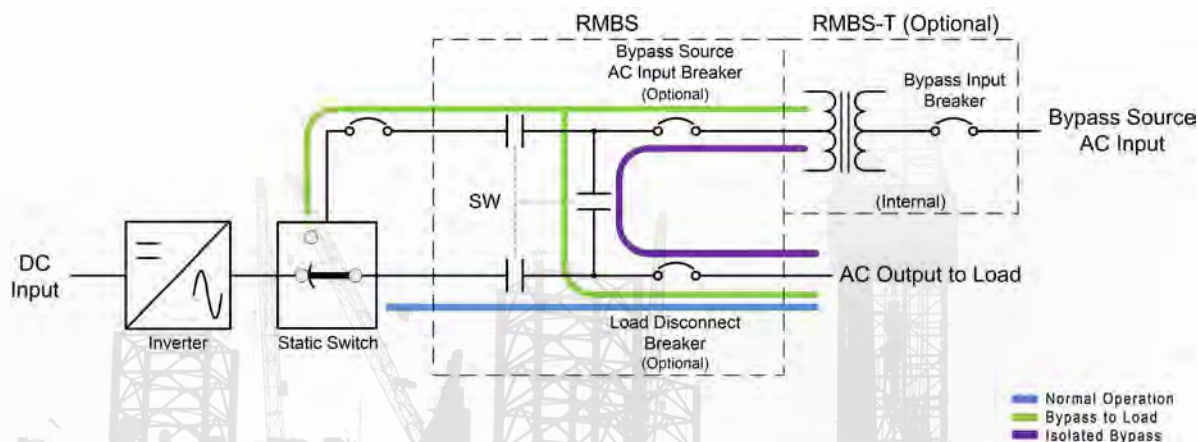 RMBS
RMBS-T (Optional)
Bypass Source
AC Input Breaker
(Optional)
Bypass Input
Breaker
Bypass Source
AC Input
SW
(Internal)
DC
Input
AC Output to Load
Inverter
Static Switch
Load Disconnect
Breaker
(Optional)
Normal Operation
Bypass to Load
Isolated Bypass